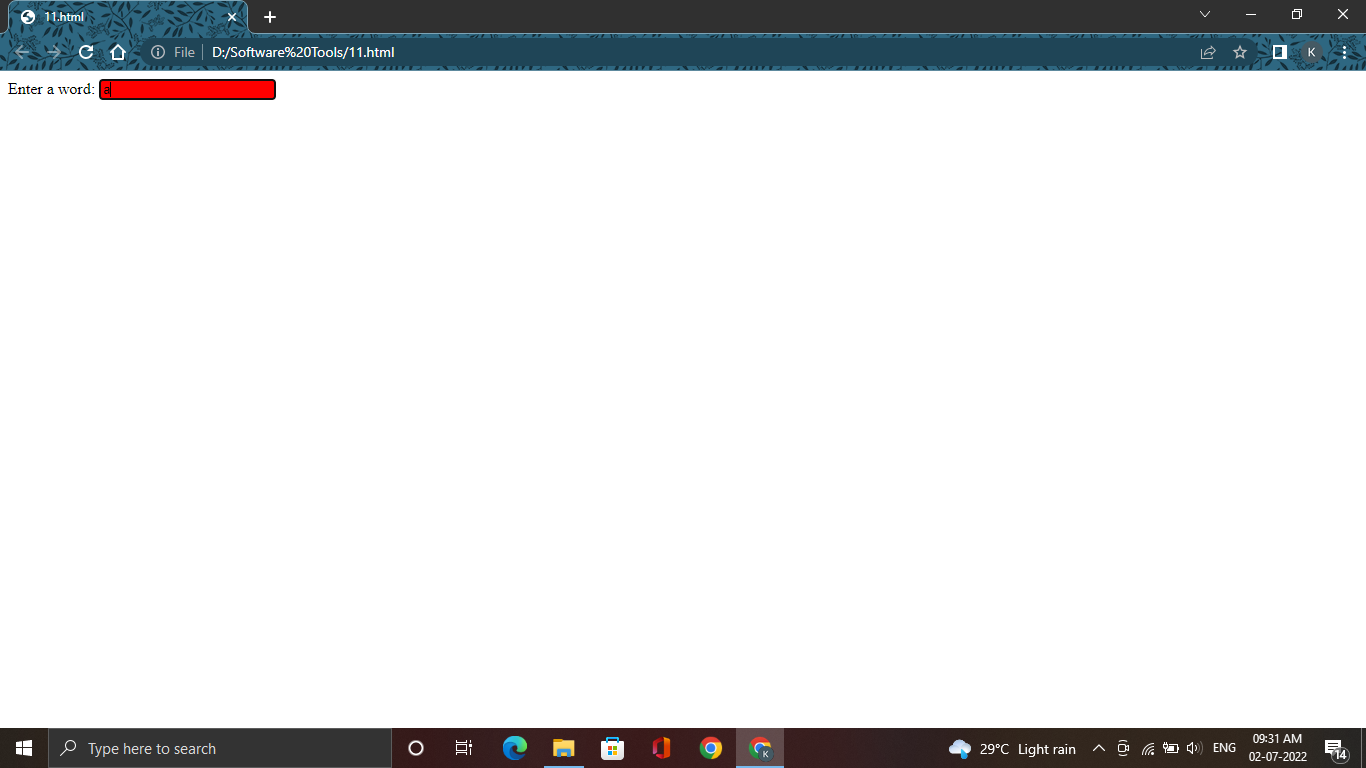 11.html
File
D:/Software%20Tools/11.html
K
Enter a word: a
Type here to search
K
29°C Light rain
ENG
09:31 AM
02-07-2022
14